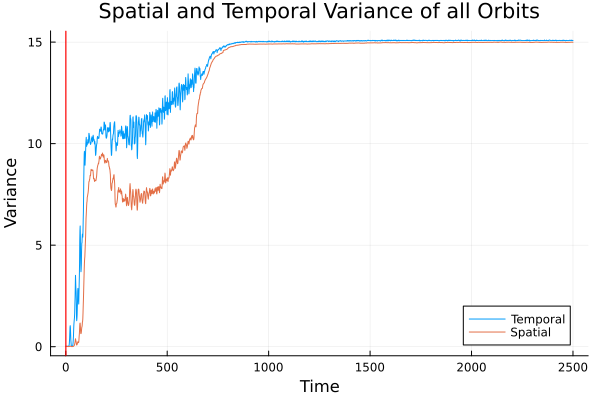 Spatial and Temporal Variance of all Orbits
15
10
5
0
Variance
0 500 1000 1500 2000 2500
Time
Temporal
Spatial